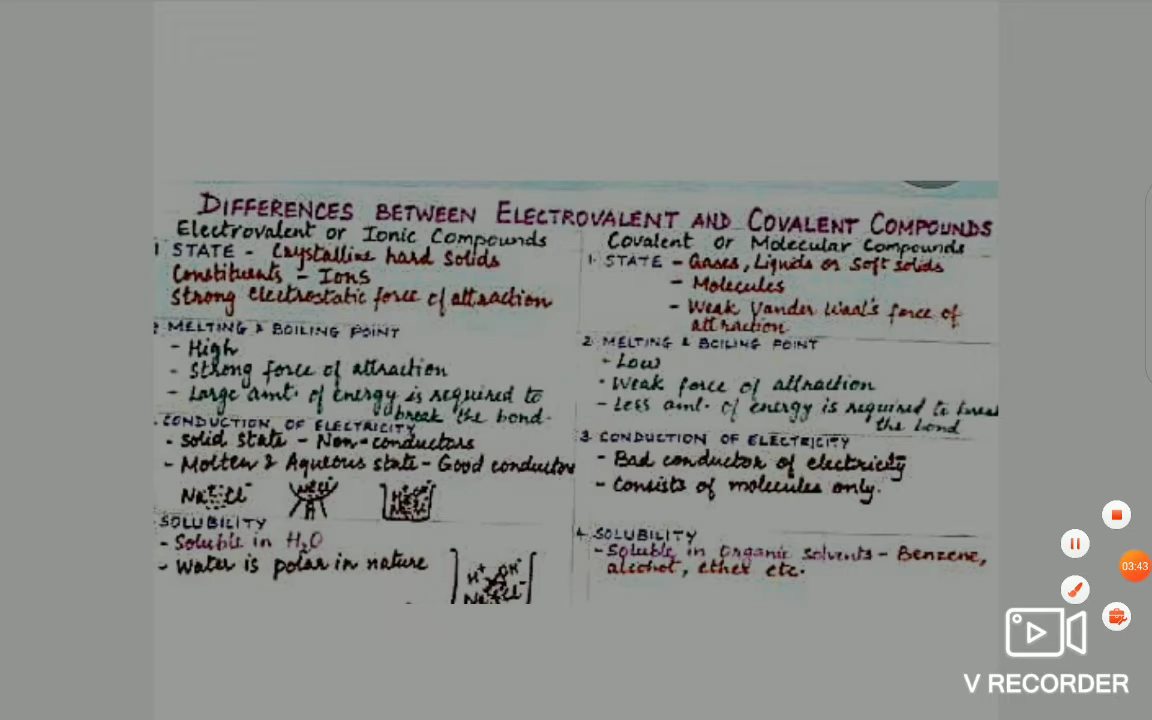 DIFFERENCES BETWEEN ELECTROVALENT AND COVALENT COMPOUNDS
Electrovalent or Ionic Compounds
1 STATE - Crystalline hard solids
Constituents - Ions
Strong electrostatic force of attraction
2 MELTING & BOILING POINT
- High
- Strong force of attraction
- Large amt. of energy is required to
break the bond.
CONDUCTION OF ELECTRICITY
- Solid state - Non-conductors
- Molten & Aqueous state - Good conductors
SOLUBILITY
- Soluble in H₂O
- Water is polar in nature
H⁺ OH⁻
Covalent or Molecular Compounds
1. STATE - Gases, Liquids or Soft solids
- Molecules
- Weak Vander Waal's force of
attraction
2 MELTING & BOILING POINT
- Low
- Weak force of attraction
- Less amt. of energy is required to break
the bond
3 CONDUCTION OF ELECTRICITY
- Bad conductor of electricity
- Consists of molecules only.
4 SOLUBILITY
- Soluble in Organic solvents - Benzene,
alcohol, ether etc.
03:43
V RECORDER